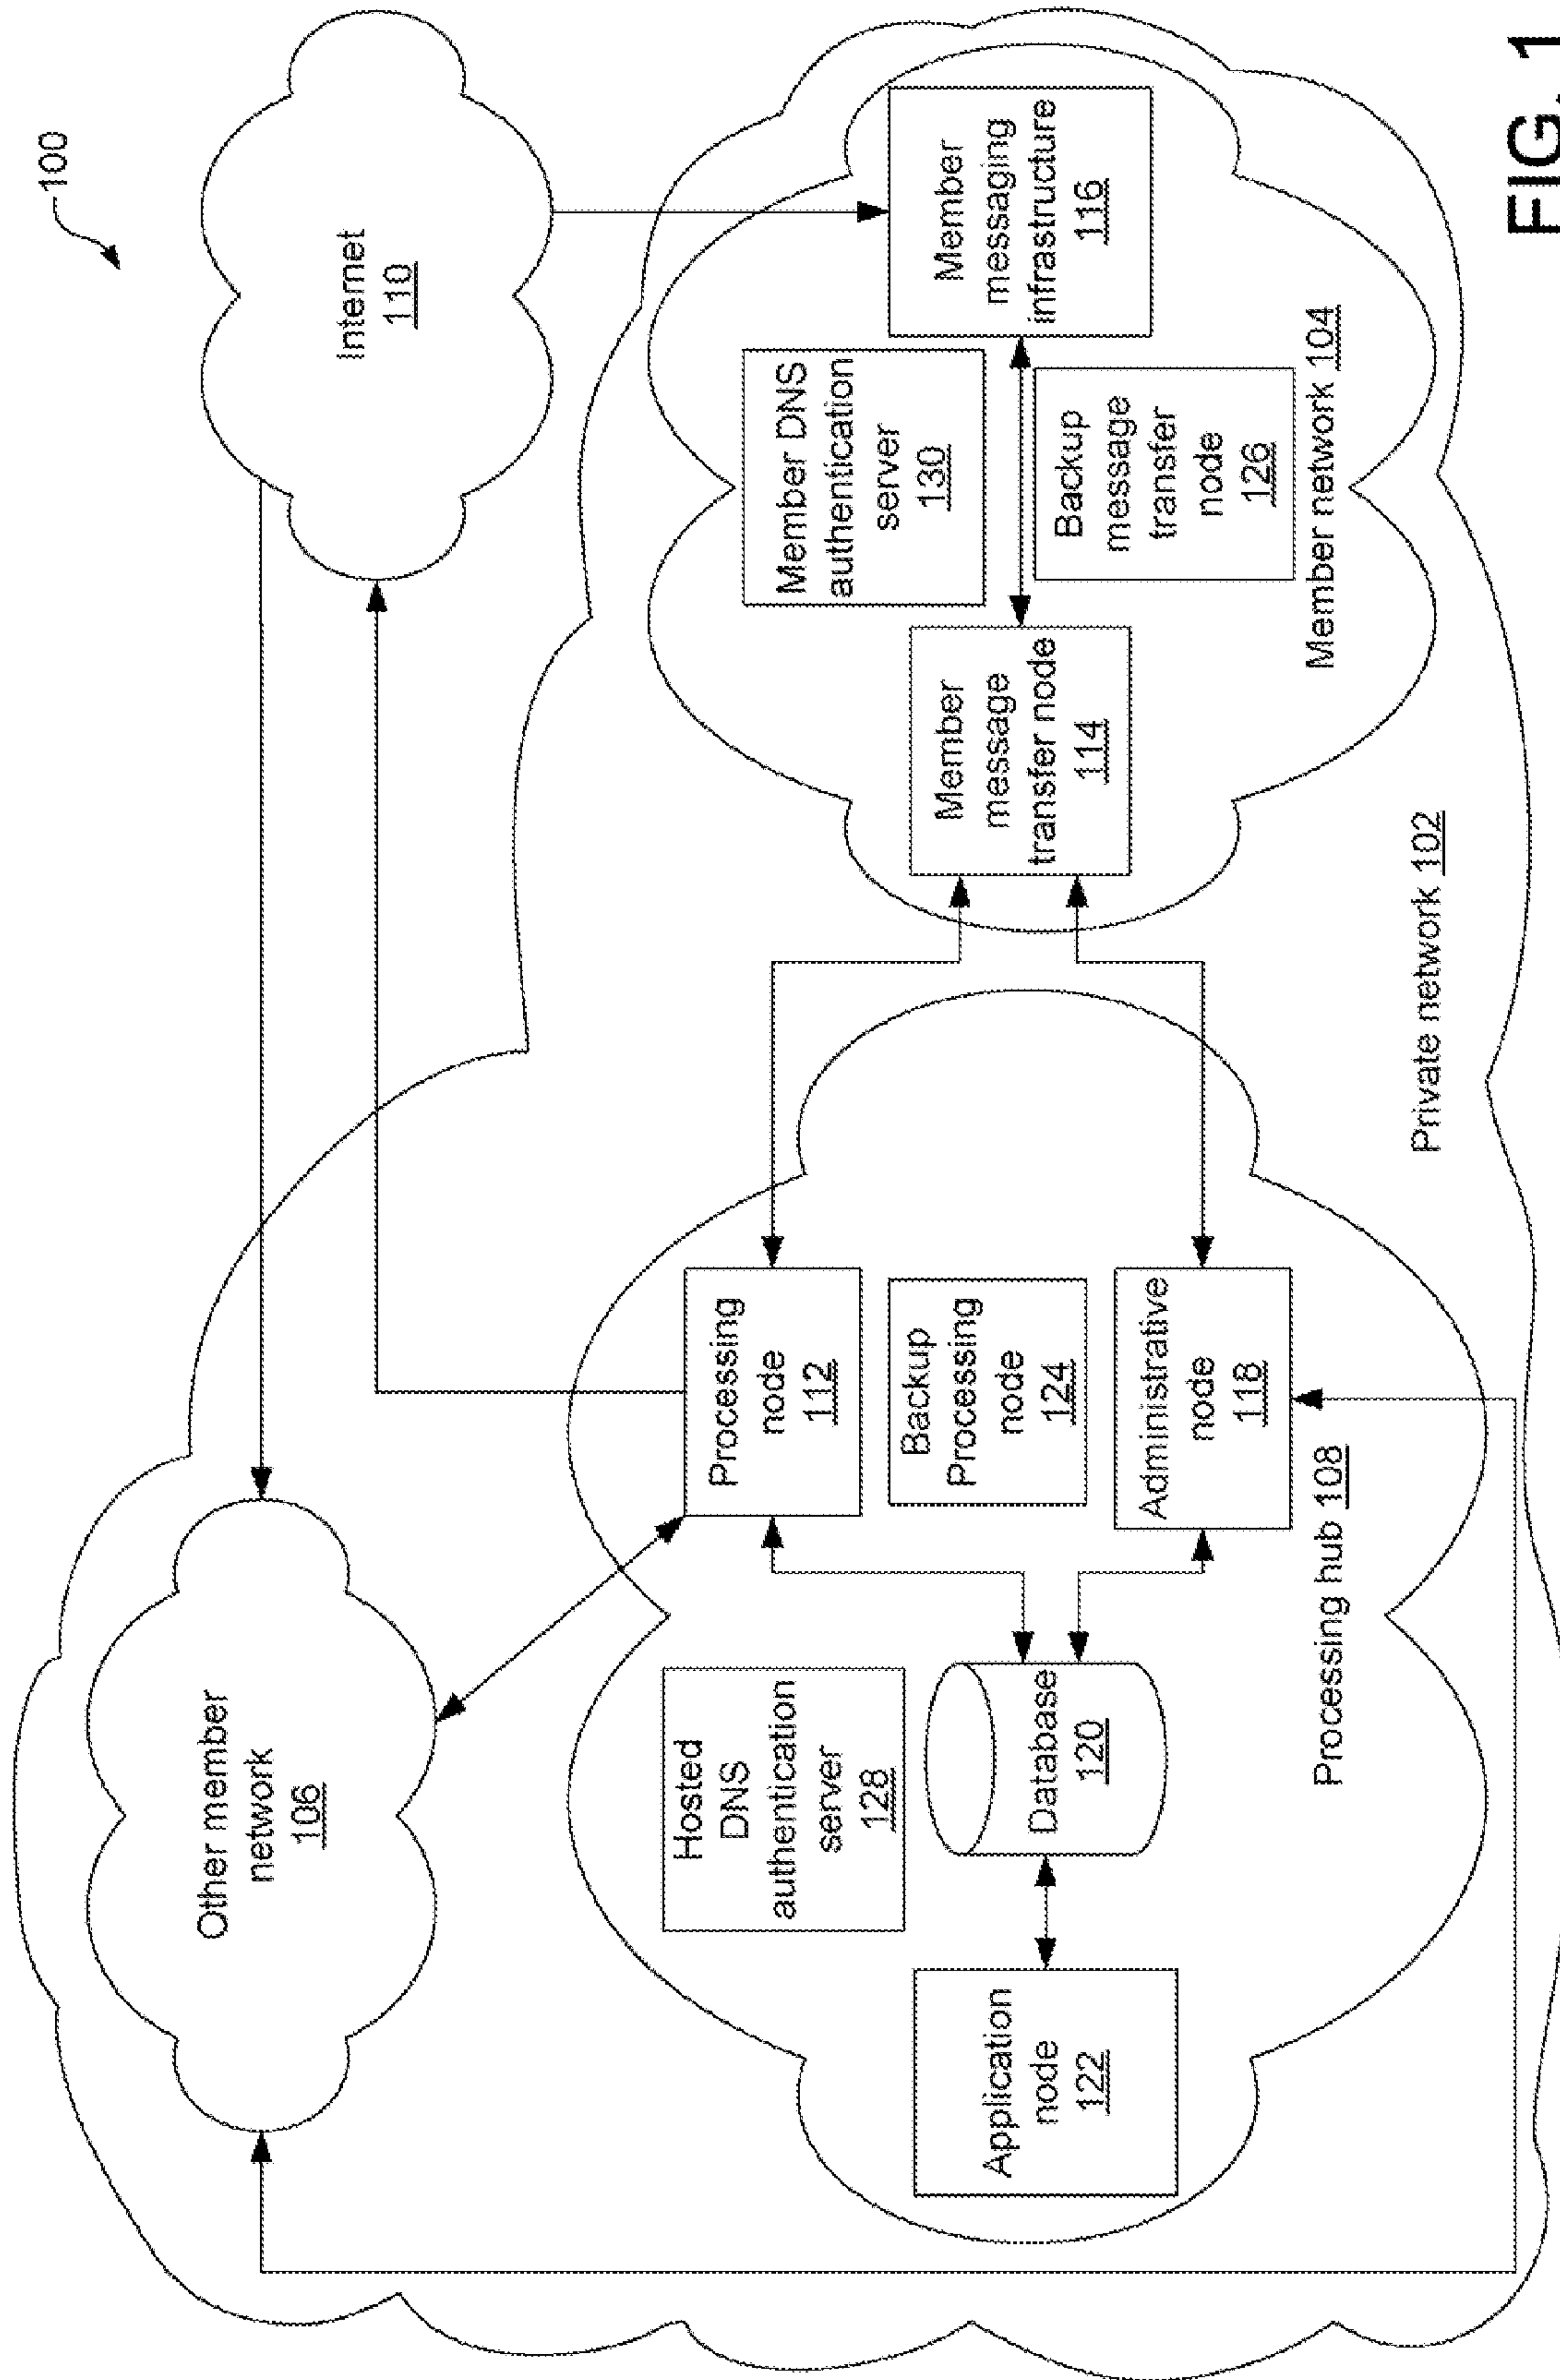 100
Internet
110
Other member
network
106
Member
messaging
infrastructure
116
Member DNS
authentication
server
130
Backup
message
transfer
node
126
Member
message
transfer node
114
Member network 104
Processing
node
112
Backup
Processing
node
124
Administrative
node
118
Hosted
DNS
authentication
server
128
Database
120
Application
node
122
Processing hub 108
Private network 102
FIG. 1